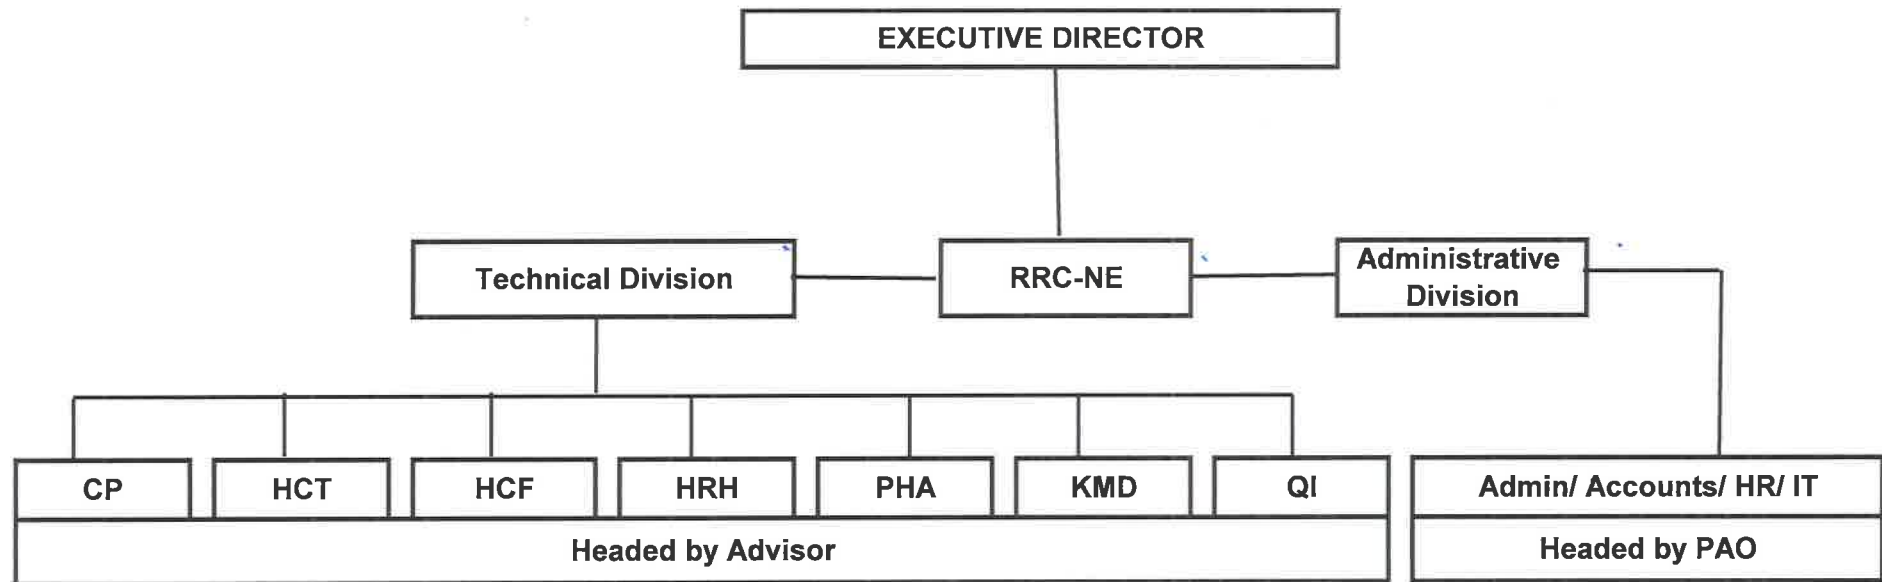 EXECUTIVE DIRECTOR
Technical Division
RRC-NE
Administrative
Division
CP
HCT
HCF
HRH
PHA
KMD
QI
Admin/ Accounts/ HR/ IT
Headed by Advisor
Headed by PAO